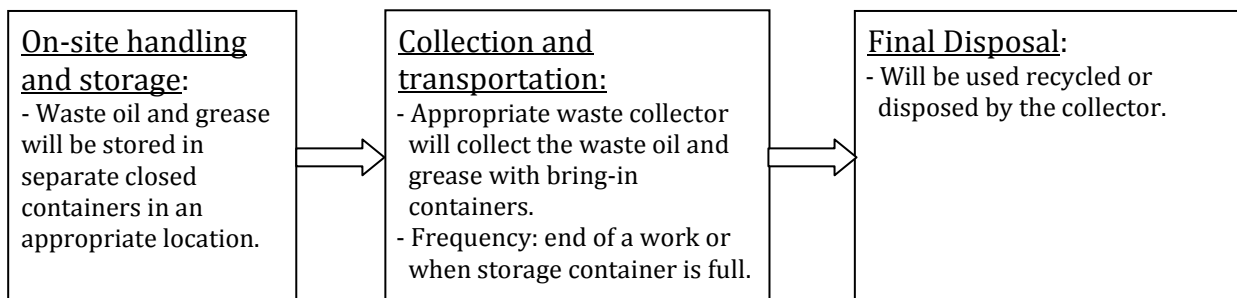 On-site handling
and storage:
- Waste oil and grease
will be stored in
separate closed
containers in an
appropriate location.
Collection and
transportation:
- Appropriate waste collector
will collect the waste oil and
grease with bring-in
containers.
- Frequency: end of a work or
when storage container is full.
Final Disposal:
- Will be used recycled or
disposed by the collector.